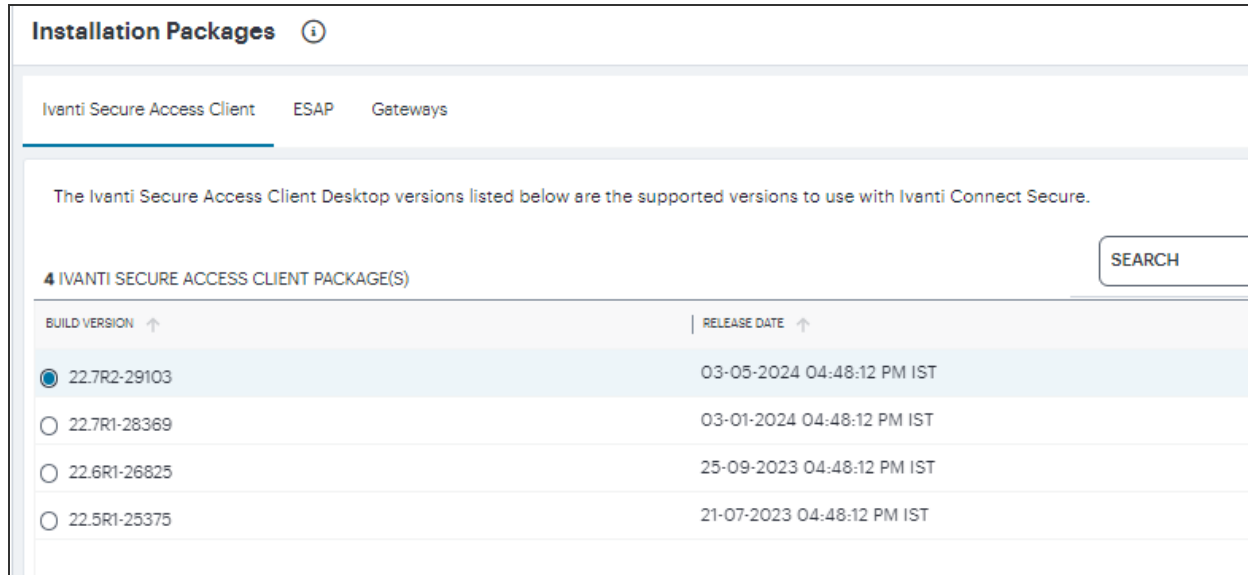 Installation Packages
Ivanti Secure Access Client ESAP Gateways
The Ivanti Secure Access Client Desktop versions listed below are the supported versions to use with Ivanti Connect Secure.
SEARCH
4 IVANTI SECURE ACCESS CLIENT PACKAGE(S)
BUILD VERSION RELEASE DATE
22.7R2-29103 03-05-2024 04:48:12 PM IST
22.7R1-28369 03-01-2024 04:48:12 PM IST
22.6R1-26825 25-09-2023 04:48:12 PM IST
22.5R1-25375 21-07-2023 04:48:12 PM IST